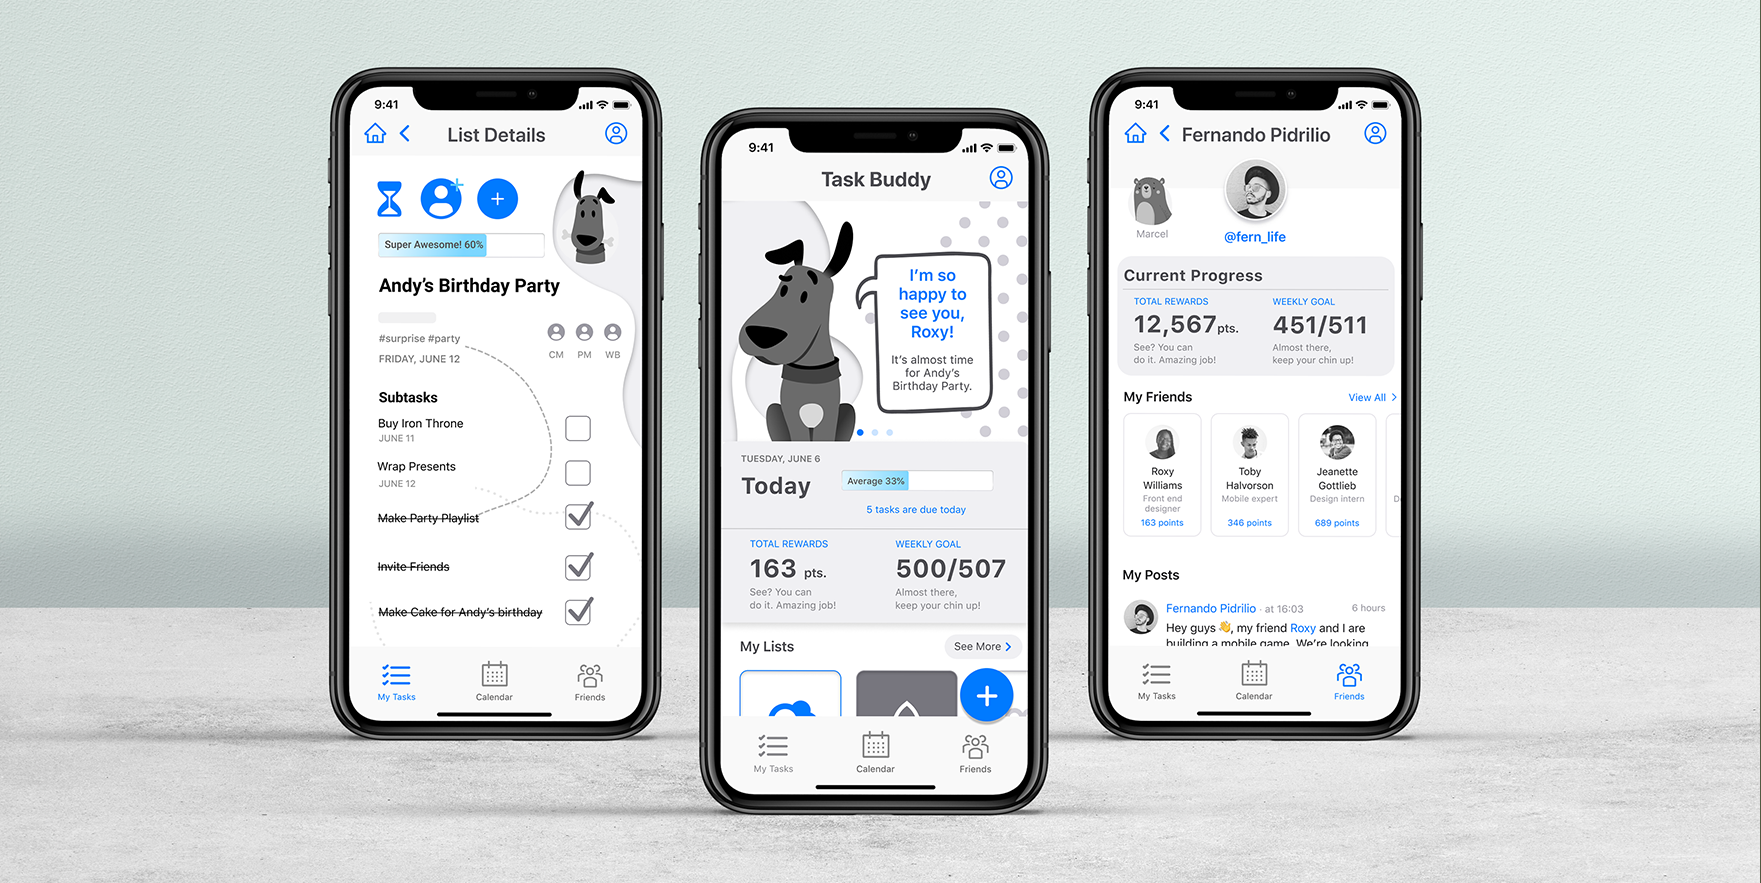 9:41
List Details
Super Awesome! 60%
Andy's Birthday Party
#surprise #party
FRIDAY, JUNE 12
CM PM WB
Subtasks
Buy Iron Throne
JUNE 11
Wrap Presents
JUNE 12
Make Party Playlist
Invite Friends
Make Cake for Andy's birthday
My Tasks Calendar Friends
9:41
Task Buddy
I'm so
happy to
see you,
Roxy!
It's almost time
for Andy's
Birthday Party.
TUESDAY, JUNE 6
Today
Average 33%
5 tasks are due today
TOTAL REWARDS
163 pts.
See? You can
do it. Amazing job!
WEEKLY GOAL
500/507
Almost there,
keep your chin up!
My Lists
See More
My Tasks Calendar Friends
9:41
Fernando Pidrilio
Marcel
@fern_life
Current Progress
TOTAL REWARDS
12,567pts.
See? You can
do it. Amazing job!
WEEKLY GOAL
451/511
Almost there,
keep your chin up!
My Friends
View All
Roxy
Williams
Front end
designer
163 points
Toby
Halvorson
Mobile expert
346 points
Jeanette
Gottlieb
Design intern
689 points
D
My Posts
Fernando Pidrilio · at 16:03
6 hours
Hey guys 👋, my friend Roxy and I are
building a mobile game. We're looking
My Tasks Calendar Friends